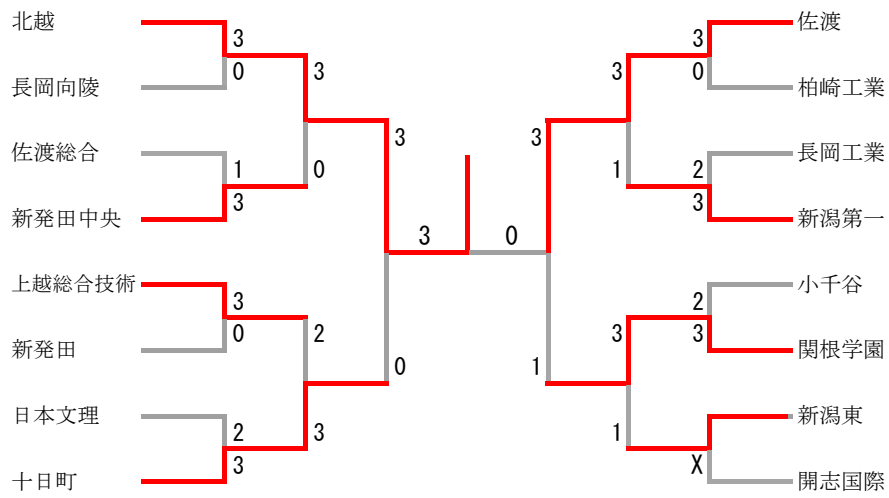 北越
3
0
長岡向陵
3
佐渡総合
1
3
新発田中央
0
3
上越総合技術
3
0
新発田
2
日本文理
2
3
十日町
3
0
3
0
佐渡
3
0
柏崎工業
3
長岡工業
2
3
新潟第一
1
3
小千谷
2
3
関根学園
3
新潟東
X
開志国際
1
1